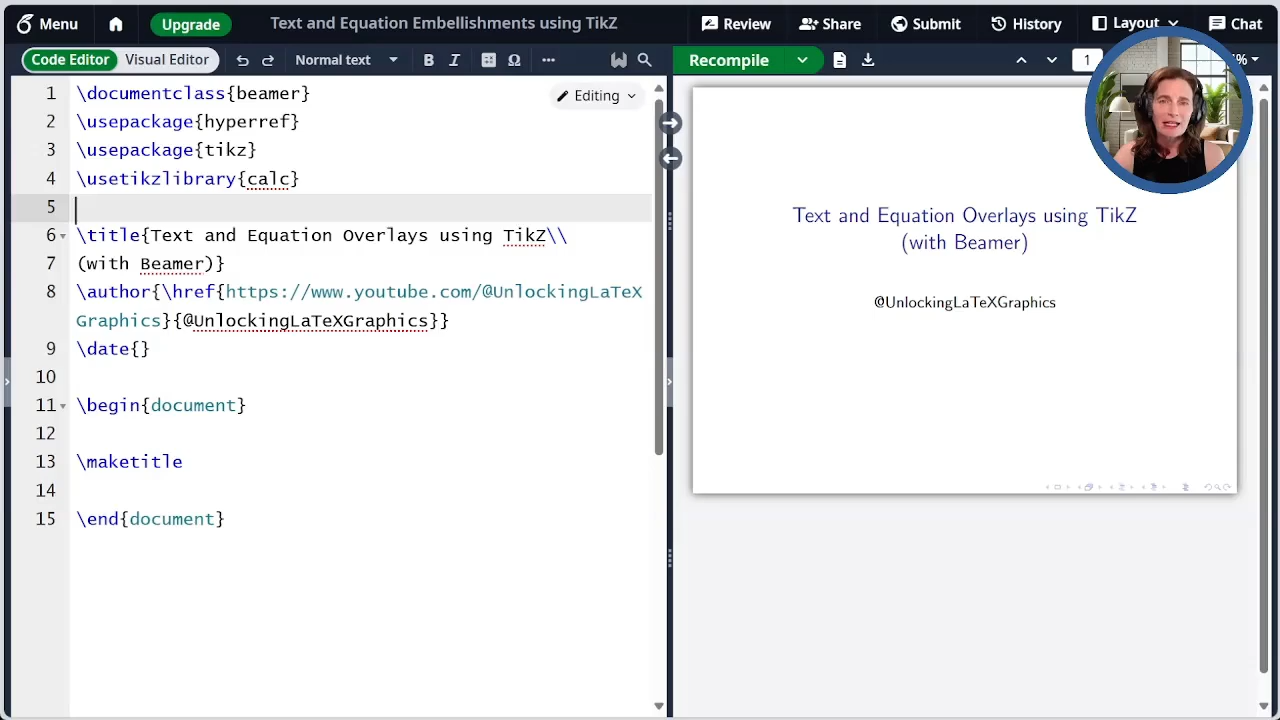 Menu
Upgrade
Text and Equation Embellishments using TikZ
Review
Share
Submit
History
Layout
Chat
Code Editor
Visual Editor
Normal text
B
I
Ω
Recompile
1
%
Editing
1 \documentclass{beamer}
2 \usepackage{hyperref}
3 \usepackage{tikz}
4 \usetikzlibrary{calc}
5
6 \title{Text and Equation Overlays using TikZ\\
7 (with Beamer)}
8 \author{\href{https://www.youtube.com/@UnlockingLaTeX
Graphics}{@UnlockingLaTeXGraphics}}
9 \date{}
10
11 \begin{document}
12
13 \maketitle
14
15 \end{document}
Text and Equation Overlays using TikZ
(with Beamer)
@UnlockingLaTeXGraphics